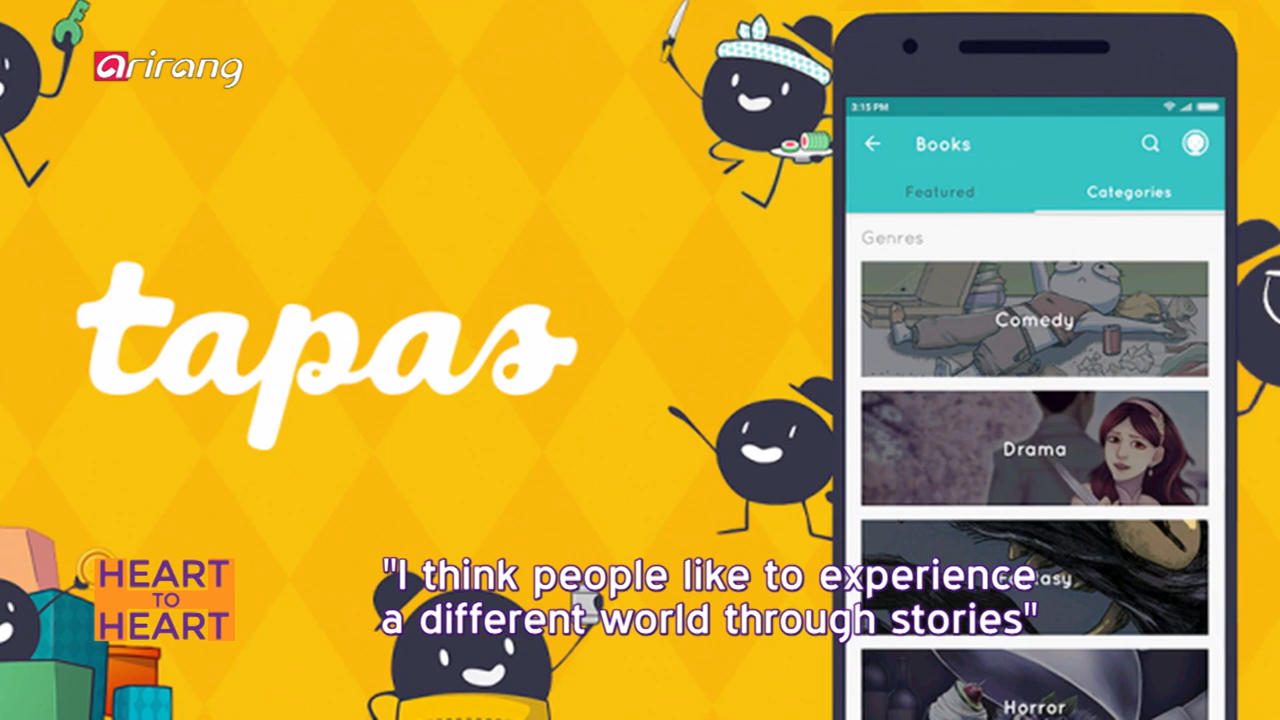 arirang
tapas
3:15 PM
Books
Featured
Categories
Genres
Comedy
Drama
Horror
HEART
TO
HEART
"I think people like to experience
a different world through stories"